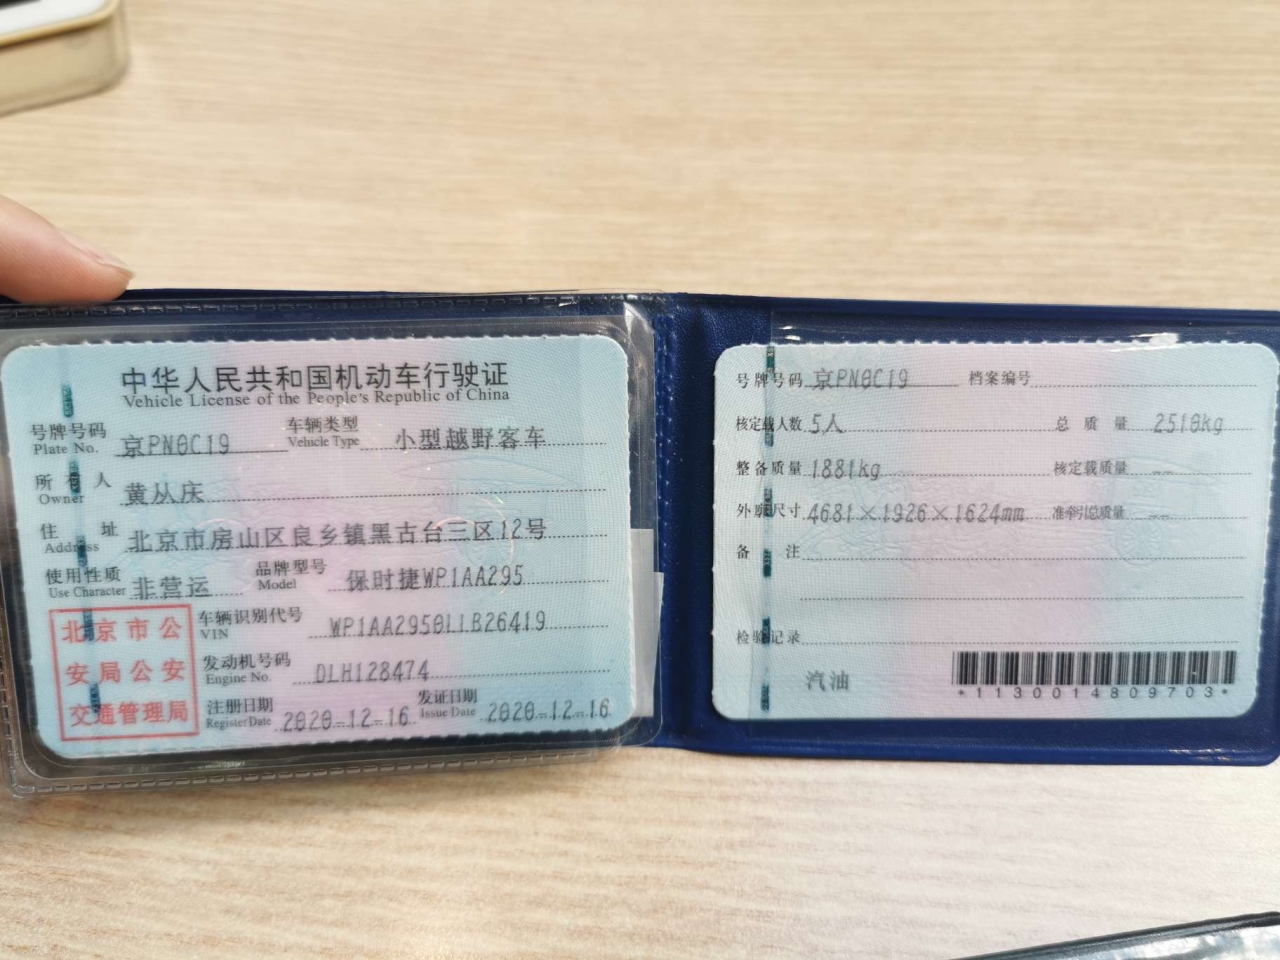 中华人民共和国机动车行驶证
Vehicle License of the People's Republic of China
号牌号码 京PN0C19 车辆类型 小型越野客车
Plate No. Vehicle Type
所有人 黄从庆
Owner
住址 北京市房山区良乡镇黑古台三区12号
Address
使用性质 非营运 品牌型号 保时捷WP1AA295
Use Character Model
车辆识别代号 WP1AA2950LLB26419
VIN
发动机号码 DLH128474
Engine No.
注册日期 2020-12-16 发证日期 2020-12-16
Register Date Issue Date
北京市公
安局公安
交通管理局
号牌号码 京PN0C19 档案编号
核定载人数 5人 总质量 2510kg
整备质量 1881kg 核定载质量 --
外廓尺寸 4681×1926×1624mm 准牵引总质量 --
备注
检验记录
汽油
*1130014809703*